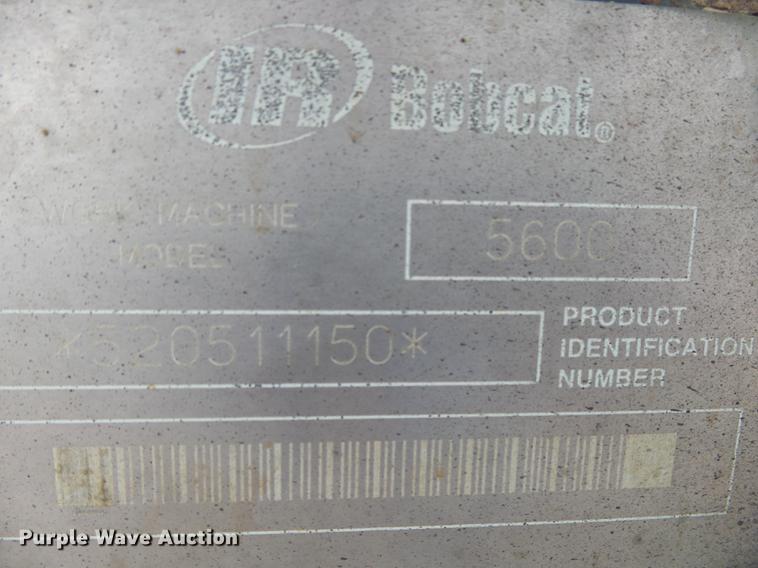 IR Bobcat®
WORK MACHINE
MODEL
5600
*520511150*
PRODUCT
IDENTIFICATION
NUMBER
Purple Wave Auction